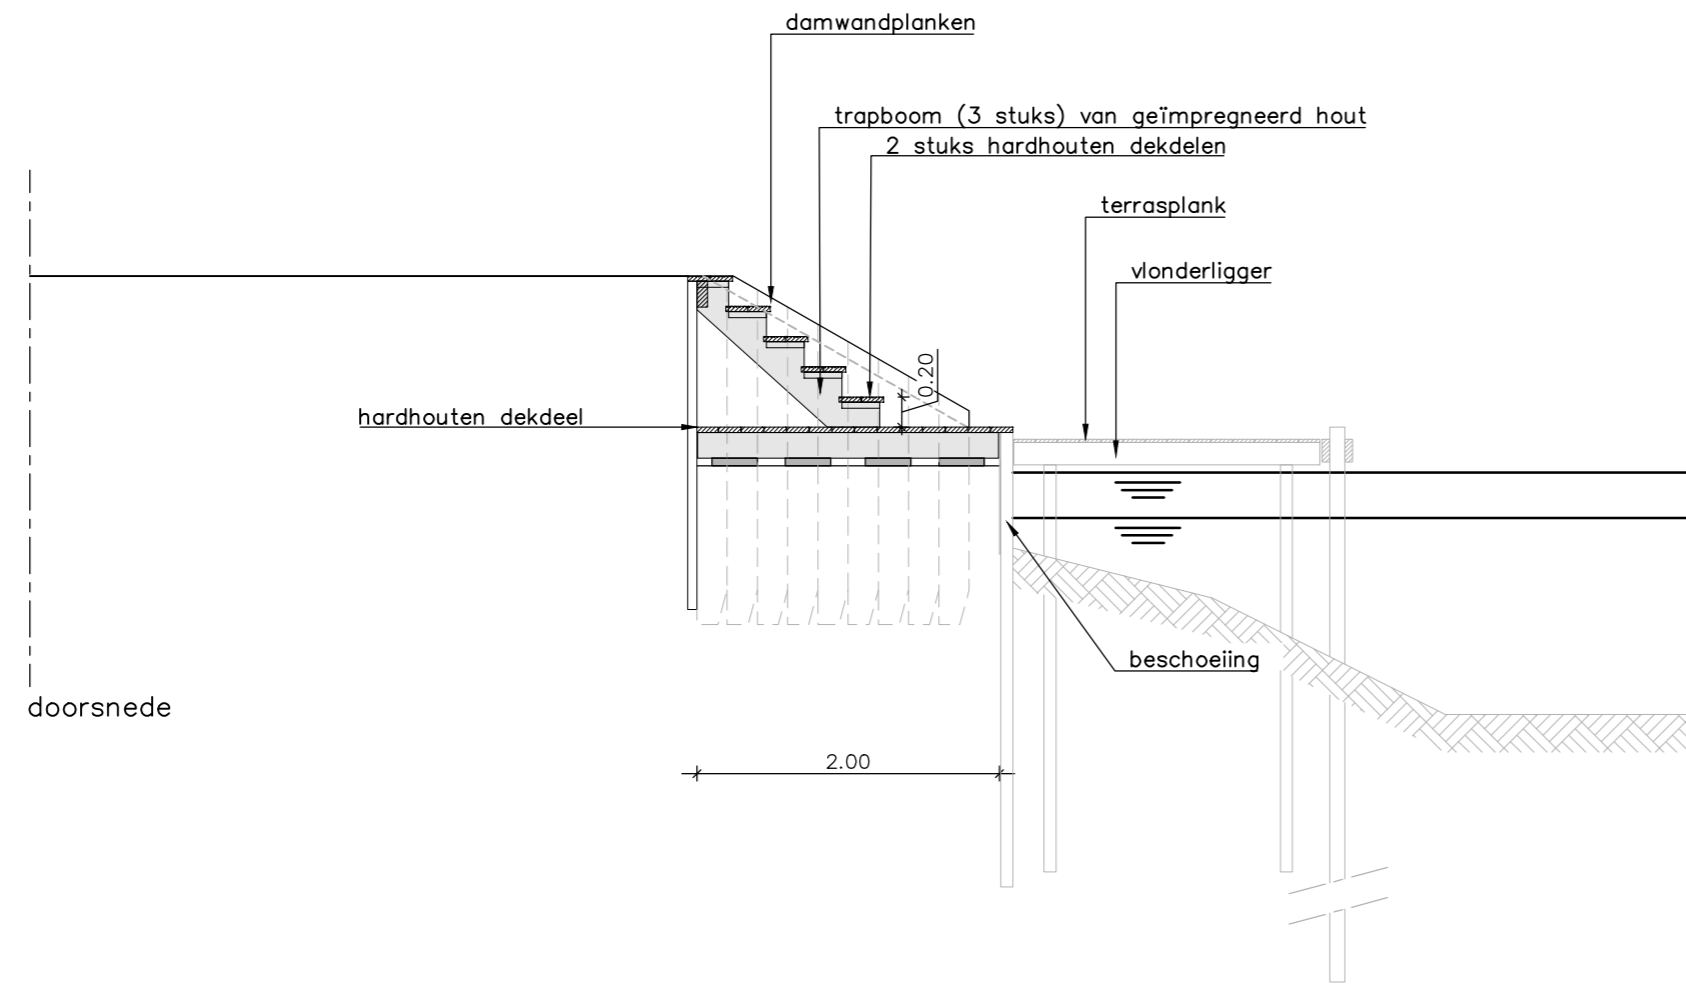 damwandplanken
trapboom (3 stuks) van geïmpregneerd hout
2 stuks hardhouten dekdelen
terrasplank
vlonderligger
0.20
hardhouten dekdeel
beschoeiing
doorsnede
2.00